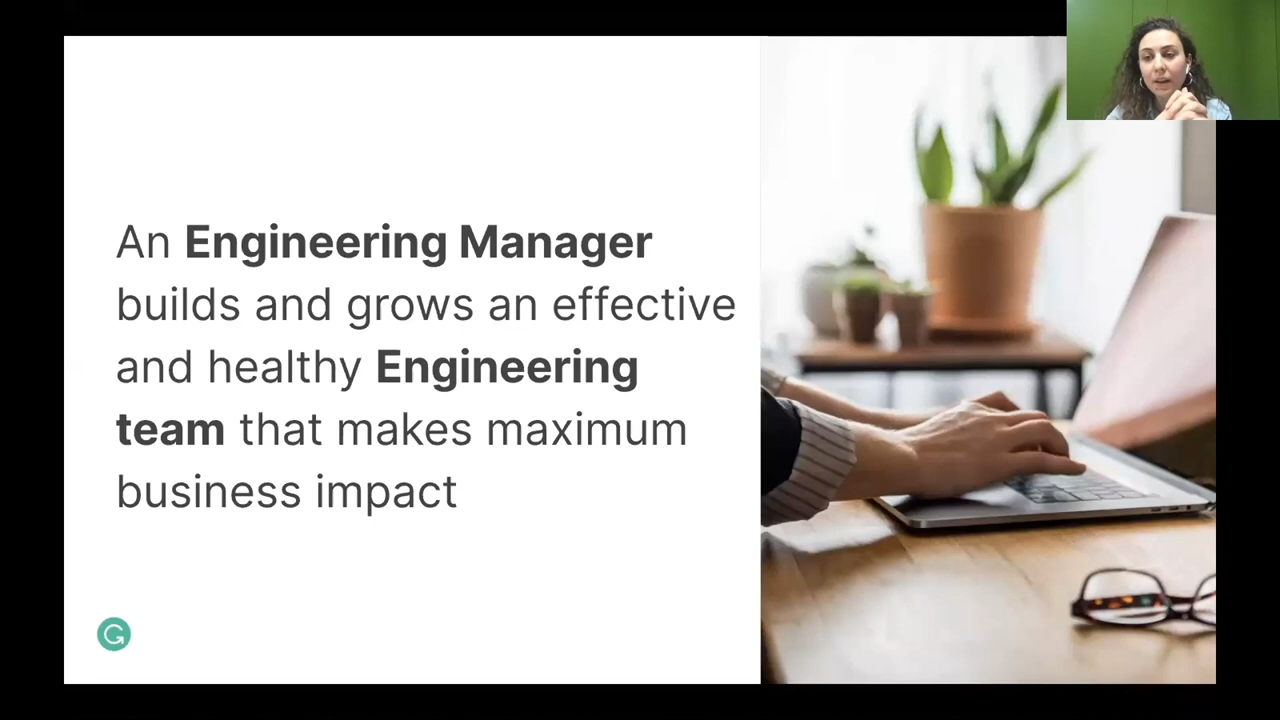 An Engineering Manager
builds and grows an effective
and healthy Engineering
team that makes maximum
business impact